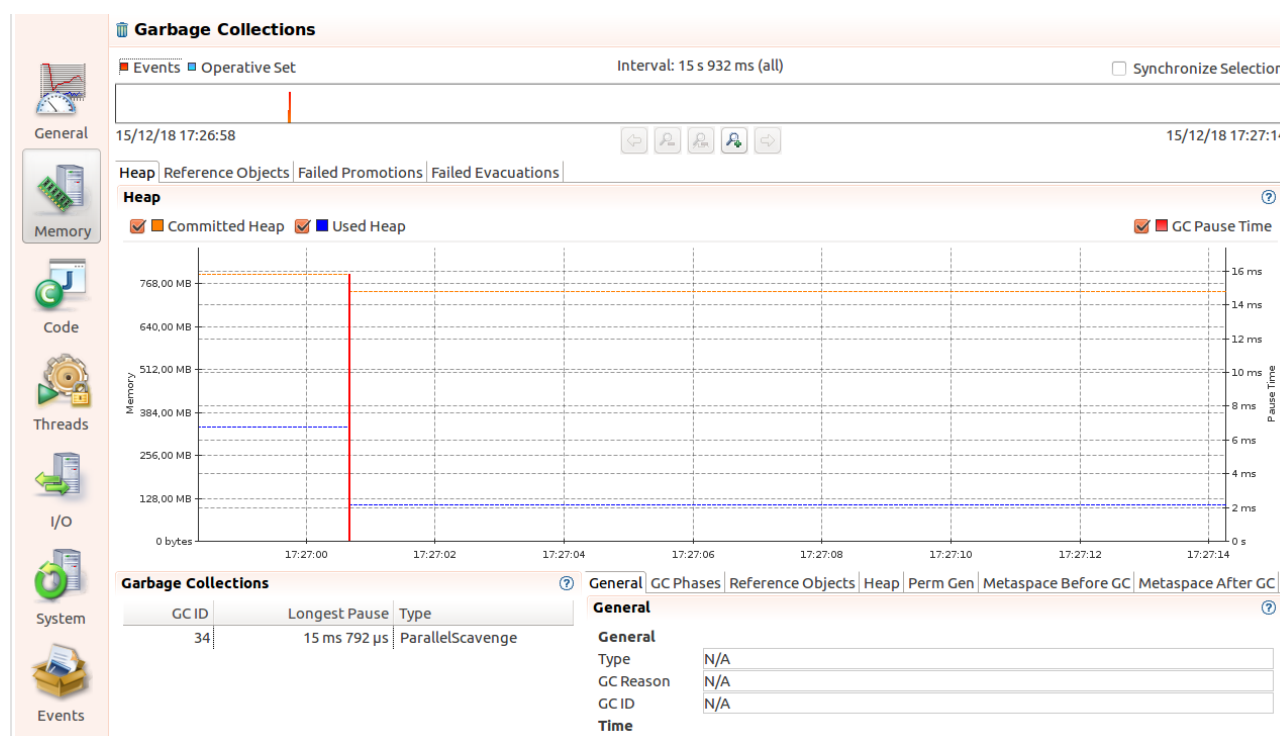 Garbage Collections
Events Operative Set Interval: 15 s 932 ms (all) Synchronize Selection
15/12/18 17:26:58 15/12/18 17:27:14
General
Memory
Code
Threads
I/O
System
Events
Heap Reference Objects Failed Promotions Failed Evacuations
Heap
Committed Heap Used Heap GC Pause Time
768,00 MB
640,00 MB
512,00 MB
384,00 MB
256,00 MB
128,00 MB
0 bytes
Memory
16 ms
14 ms
12 ms
10 ms
8 ms
6 ms
4 ms
2 ms
0 s
Pause Time
17:27:00 17:27:02 17:27:04 17:27:06 17:27:08 17:27:10 17:27:12 17:27:14
Garbage Collections
GC ID Longest Pause Type
34 15 ms 792 µs ParallelScavenge
General GC Phases Reference Objects Heap Perm Gen Metaspace Before GC Metaspace After GC
General
General
Type N/A
GC Reason N/A
GC ID N/A
Time